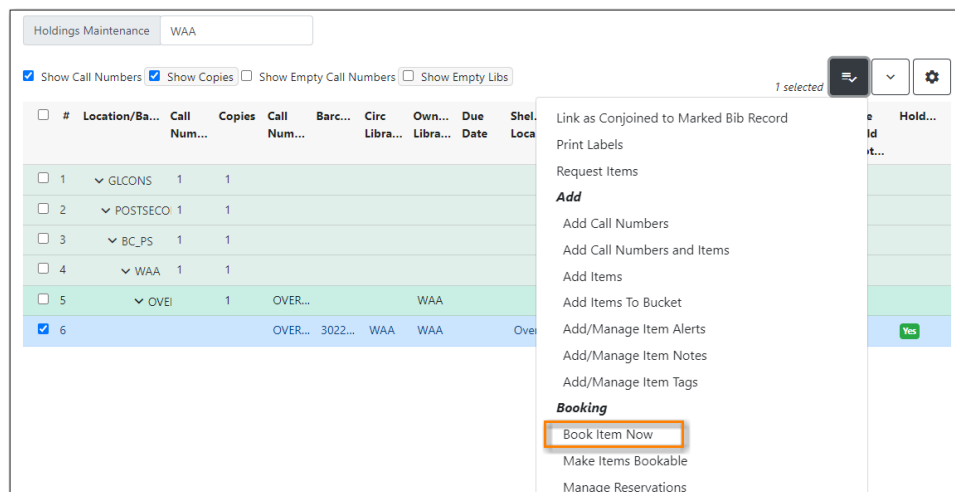 Holdings Maintenance WAA
Show Call Numbers Show Copies Show Empty Call Numbers Show Empty Libs
1 selected
# Location/Ba... Call Num... Copies Call Num... Barc... Circ Libra... Own... Libra... Due Date Shel. Loca Hold...
1 GLCONS 1 1
2 POSTSECO 1 1
3 BC_PS 1 1
4 WAA 1 1
5 OVE 1 OVER... WAA
6 OVER... 3022... WAA WAA Over Yes
Link as Conjoined to Marked Bib Record
Print Labels
Request Items
Add
Add Call Numbers
Add Call Numbers and Items
Add Items
Add Items To Bucket
Add/Manage Item Alerts
Add/Manage Item Notes
Add/Manage Item Tags
Booking
Book Item Now
Make Items Bookable
Manage Reservations